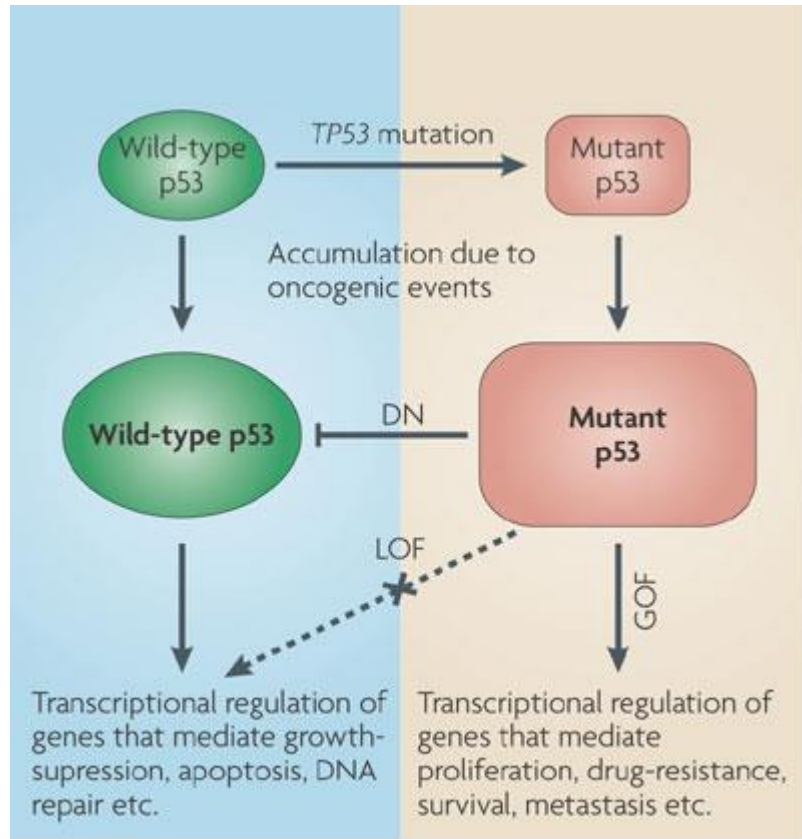 Wild-type
p53
TP53 mutation
Mutant
p53
Accumulation due to
oncogenic events
Wild-type p53
DN
Mutant
p53
LOF
GOF
Transcriptional regulation of
genes that mediate growth-
supression, apoptosis, DNA
repair etc.
Transcriptional regulation of
genes that mediate
proliferation, drug-resistance,
survival, metastasis etc.